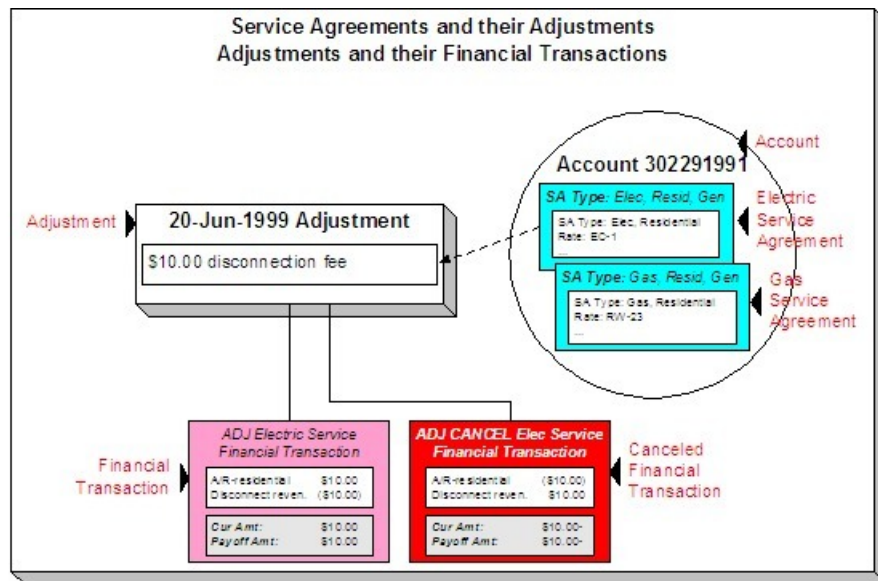 Service Agreements and their Adjustments
Adjustments and their Financial Transactions
Account
Account 302291991
SA Type: Elec, Resid, Gen
SA Type: Elec, Residential
Rate: EC-1
...
Electric
Service
Agreement
Adjustment
20-Jun-1999 Adjustment
$10.00 disconnection fee
SA Type: Gas, Resid, Gen
SA Type: Gas, Residential
Rate: RW-23
...
Gas
Service
Agreement
ADJ Electric Service
Financial Transaction
A/R-residential $10.00
Disconnect reven. ($10.00)
Cur Amt: $10.00
Payoff Amt: $10.00
Financial
Transaction
ADJ CANCEL Elec Service
Financial Transaction
A/R-residential ($10.00)
Disconnect reven. $10.00
Cur Amt: $10.00-
Payoff Amt: $10.00-
Canceled
Financial
Transaction